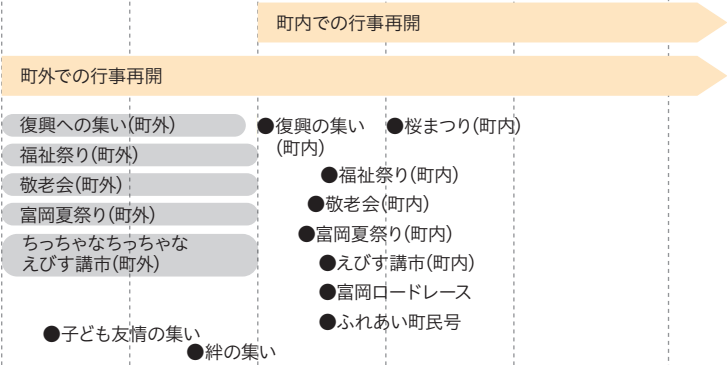 町内での行事再開
町外での行事再開
復興への集い(町外)
福祉祭り(町外)
敬老会(町外)
富岡夏祭り(町外)
ちっちゃなちっちゃな
えびす講市(町外)
●復興の集い
(町内)
●桜まつり(町内)
●福祉祭り(町内)
●敬老会(町内)
●富岡夏祭り(町内)
●えびす講市(町内)
●富岡ロードレース
●ふれあい町民号
●子ども友情の集い
●絆の集い